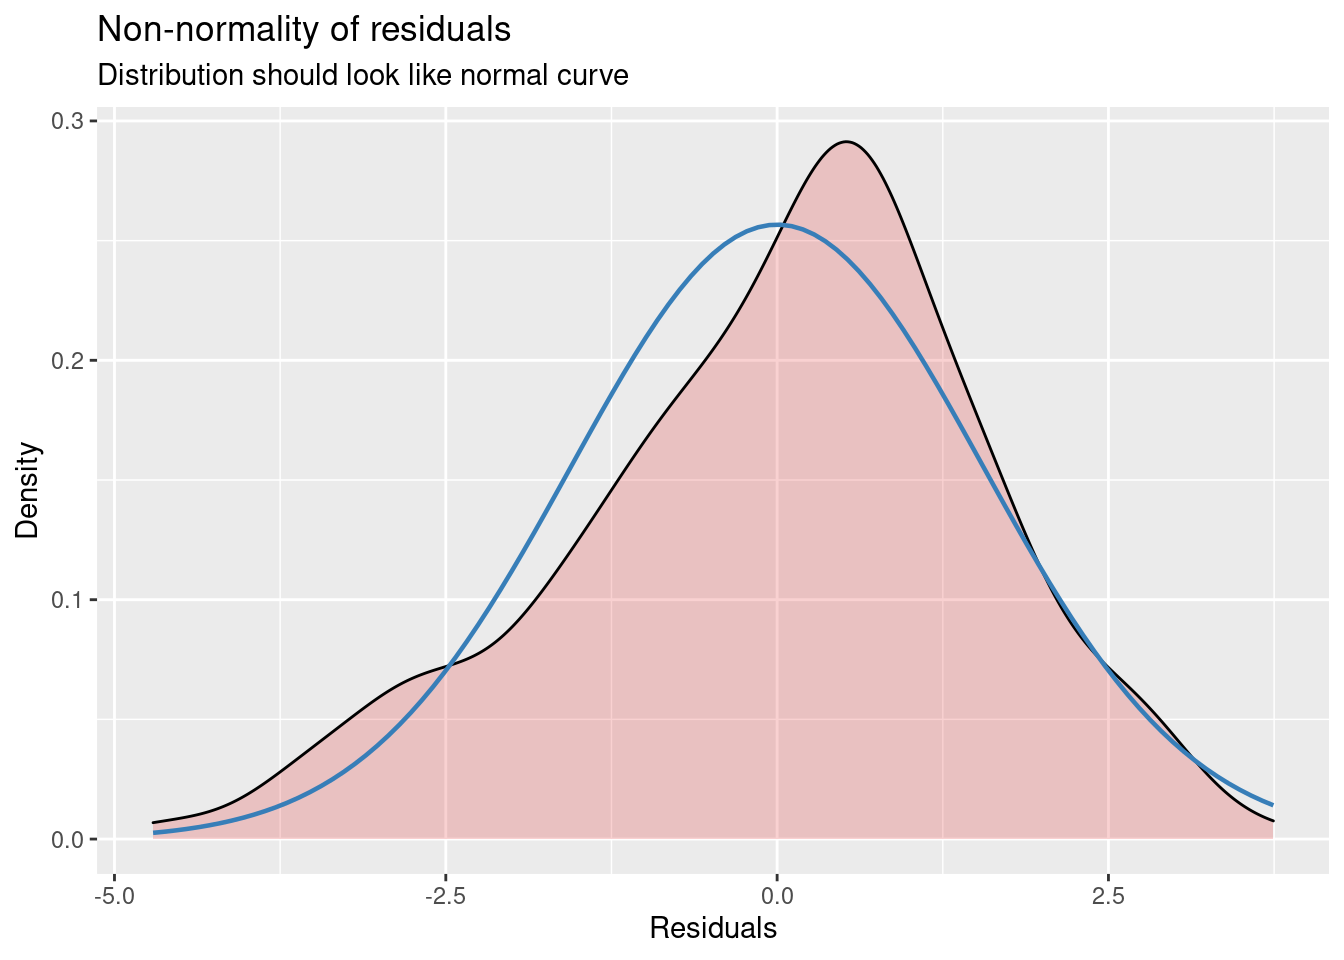 Non-normality of residuals
Distribution should look like normal curve
0.3
0.2
0.1
0.0
Density
-5.0
-2.5
0.0
2.5
Residuals